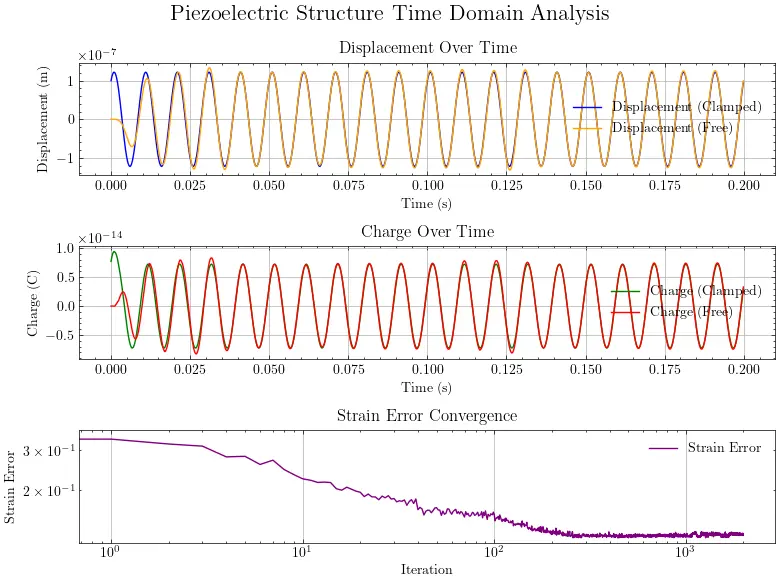 Piezoelectric Structure Time Domain Analysis
Displacement Over Time
×10⁻⁷
Displacement (m)
1
0
−1
Displacement (Clamped)
Displacement (Free)
0.000 0.025 0.050 0.075 0.100 0.125 0.150 0.175 0.200
Time (s)
Charge Over Time
×10⁻¹⁴
Charge (C)
1.0
0.5
0.0
−0.5
Charge (Clamped)
Charge (Free)
0.000 0.025 0.050 0.075 0.100 0.125 0.150 0.175 0.200
Time (s)
Strain Error Convergence
Strain Error
3 × 10⁻¹
2 × 10⁻¹
Strain Error
10⁰ 10¹ 10² 10³
Iteration